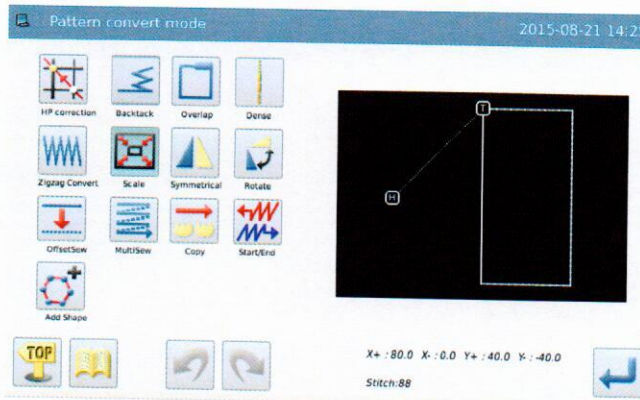 Pattern convert mode
2015-08-21 14:2
HP correction
Backtack
Overlap
Dense
Zigzag Convert
Scale
Symmetrical
Rotate
OffsetSew
MultiSew
Copy
Start/End
Add Shape
T
H
TOP
X+ :80.0 X- :0.0 Y+ :40.0 Y- :-40.0
Stitch:88